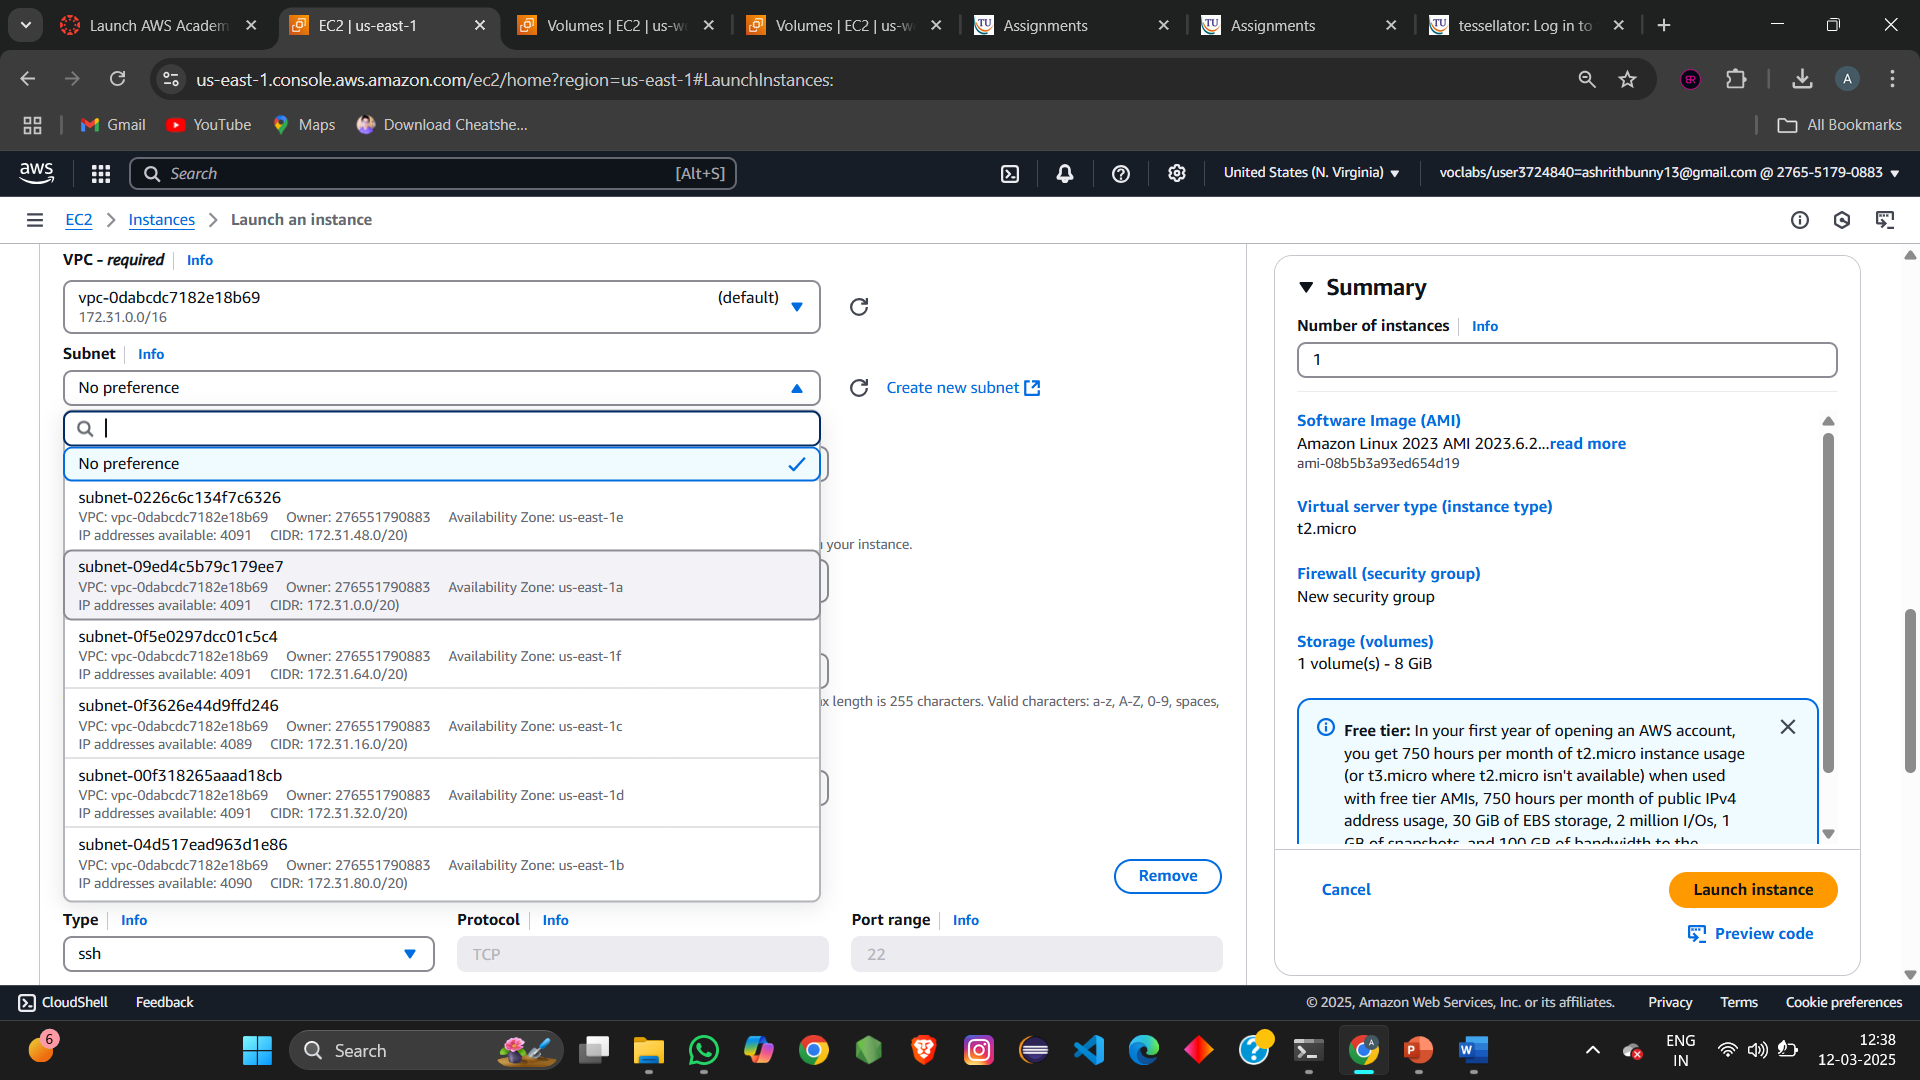 Launch AWS Academ
EC2 | us-east-1
Volumes | EC2 | us-we
Volumes | EC2 | us-we
TU Assignments
TU Assignments
TU tessellator: Log in to
us-east-1.console.aws.amazon.com/ec2/home?region=us-east-1#LaunchInstances:
BR
A
Gmail
YouTube
Maps
Download Cheatshe...
All Bookmarks
aws
Search
[Alt+S]
United States (N. Virginia)
voclabs/user3724840=ashrithbunny13@gmail.com @ 2765-5179-0883
EC2
Instances
Launch an instance
VPC - required
Info
vpc-0dabcdc7182e18b69
(default)
172.31.0.0/16
Subnet
Info
No preference
Create new subnet
No preference
subnet-0226c6c134f7c6326
VPC: vpc-0dabcdc7182e18b69 Owner: 276551790883 Availability Zone: us-east-1e
IP addresses available: 4091 CIDR: 172.31.48.0/20)
your instance.
subnet-09ed4c5b79c179ee7
VPC: vpc-0dabcdc7182e18b69 Owner: 276551790883 Availability Zone: us-east-1a
IP addresses available: 4091 CIDR: 172.31.0.0/20)
subnet-0f5e0297dcc01c5c4
VPC: vpc-0dabcdc7182e18b69 Owner: 276551790883 Availability Zone: us-east-1f
IP addresses available: 4091 CIDR: 172.31.64.0/20)
x length is 255 characters. Valid characters: a-z, A-Z, 0-9, spaces,
subnet-0f3626e44d9ffd246
VPC: vpc-0dabcdc7182e18b69 Owner: 276551790883 Availability Zone: us-east-1c
IP addresses available: 4089 CIDR: 172.31.16.0/20)
subnet-00f318265aaad18cb
VPC: vpc-0dabcdc7182e18b69 Owner: 276551790883 Availability Zone: us-east-1d
IP addresses available: 4091 CIDR: 172.31.32.0/20)
subnet-04d517ead963d1e86
VPC: vpc-0dabcdc7182e18b69 Owner: 276551790883 Availability Zone: us-east-1b
IP addresses available: 4090 CIDR: 172.31.80.0/20)
Remove
Type
Info
Protocol
Info
Port range
Info
ssh
TCP
22
Summary
Number of instances
Info
1
Software Image (AMI)
Amazon Linux 2023 AMI 2023.6.2...read more
ami-08b5b3a93ed654d19
Virtual server type (instance type)
t2.micro
Firewall (security group)
New security group
Storage (volumes)
1 volume(s) - 8 GiB
Free tier: In your first year of opening an AWS account,
you get 750 hours per month of t2.micro instance usage
(or t3.micro where t2.micro isn't available) when used
with free tier AMIs, 750 hours per month of public IPv4
address usage, 30 GiB of EBS storage, 2 million I/Os, 1
GB of snapshots, and 100 GB of bandwidth to the
Cancel
Launch instance
Preview code
CloudShell
Feedback
© 2025, Amazon Web Services, Inc. or its affiliates.
Privacy
Terms
Cookie preferences
6
Search
A
P
W
ENG
IN
12:38
12-03-2025